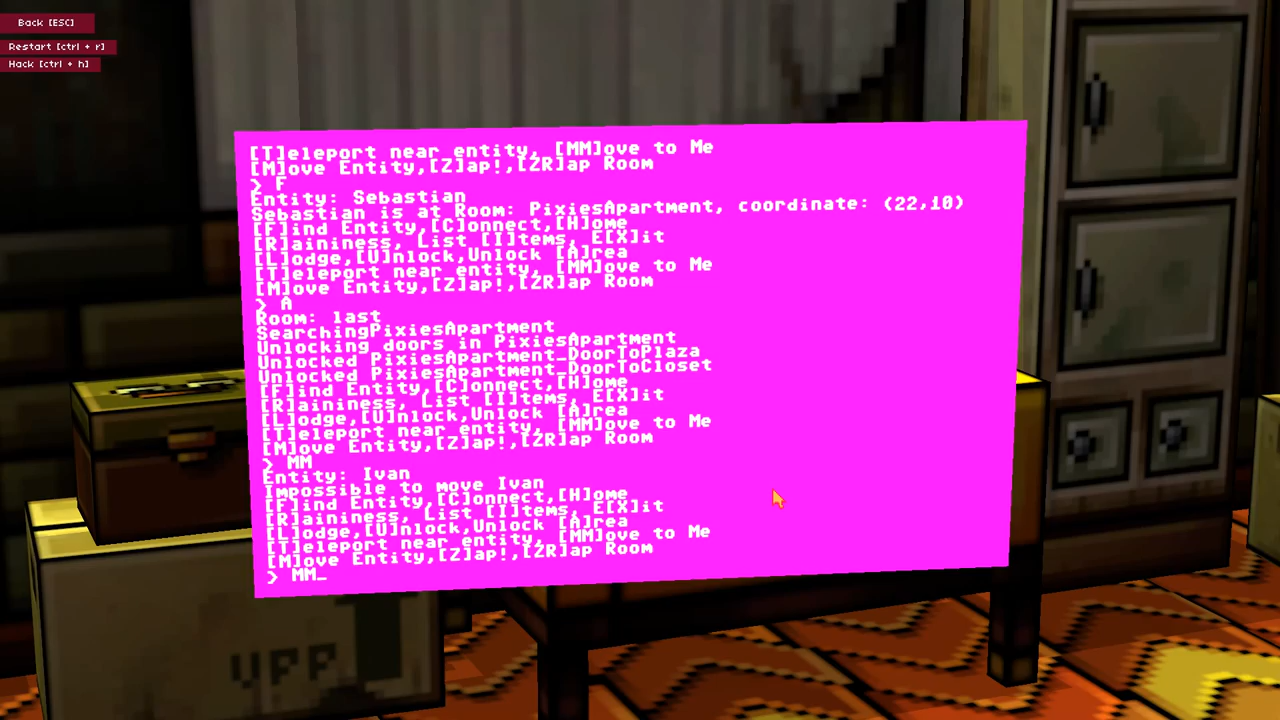 Back [ESC]
Restart [ctrl + r]
Hack [ctrl + h]
[T]eleport near entity, [MM]ove to Me
[M]ove Entity,[Z]ap!,[ZR]ap Room
> F
Entity: Sebastian
Sebastian is at Room: PixiesApartment, coordinate: (22,10)
[F]ind Entity,[C]onnect,[H]ome
[R]aininess, List [I]tems, E[X]it
[L]odge,[U]nlock,Unlock [A]rea
[T]eleport near entity, [MM]ove to Me
[M]ove Entity,[Z]ap!,[ZR]ap Room
> A
Room: last
SearchingPixiesApartment
Unlocking doors in PixiesApartment
Unlocked PixiesApartment_DoorToPlaza
Unlocked PixiesApartment_DoorToCloset
[F]ind Entity,[C]onnect,[H]ome
[R]aininess, List [I]tems, E[X]it
[L]odge,[U]nlock,Unlock [A]rea
[T]eleport near entity, [MM]ove to Me
[M]ove Entity,[Z]ap!,[ZR]ap Room
> MM
Entity: Ivan
Impossible to move Ivan
[F]ind Entity,[C]onnect,[H]ome
[R]aininess, List [I]tems, E[X]it
[L]odge,[U]nlock,Unlock [A]rea
[T]eleport near entity, [MM]ove to Me
[M]ove Entity,[Z]ap!,[ZR]ap Room
> MM_
VPP